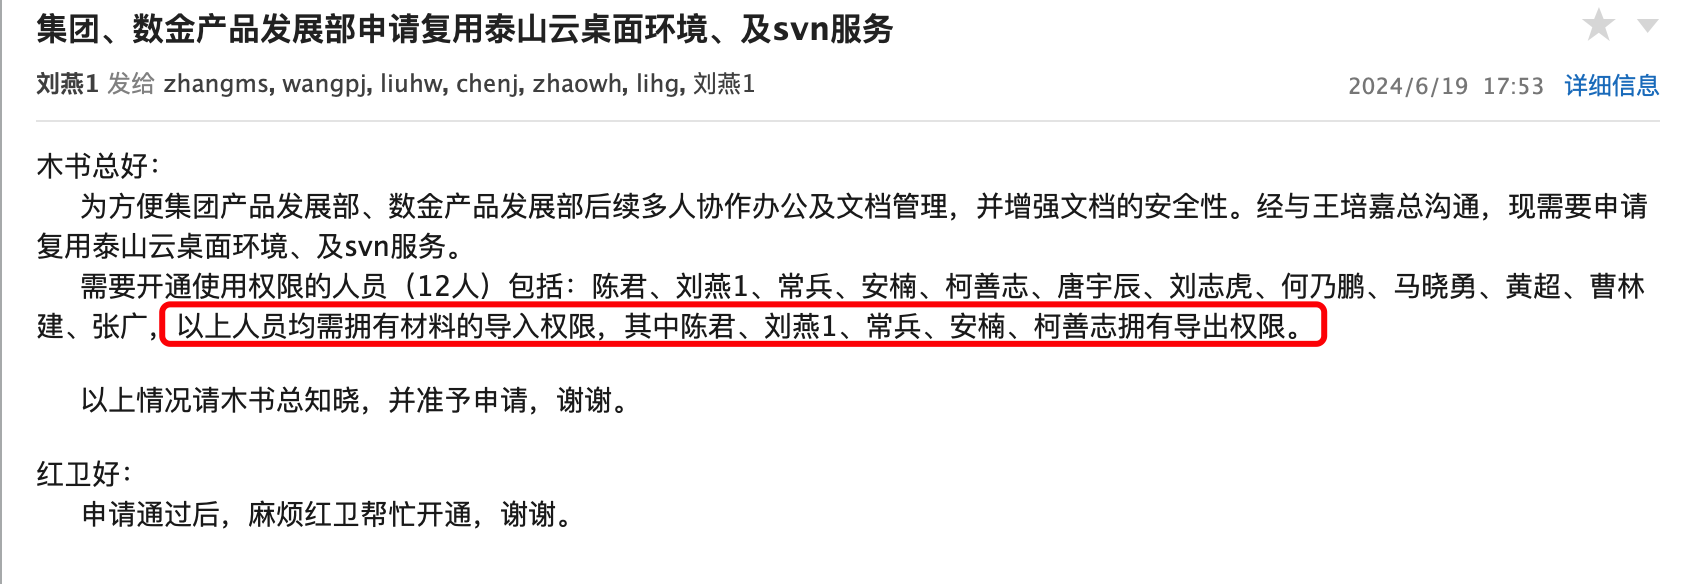 集团、数金产品发展部申请复用泰山云桌面环境、及svn服务
刘燕1 发给 zhangms, wangpj, liuhw, chenj, zhaowh, lihg, 刘燕1
2024/6/19 17:53 详细信息
木书总好：
为方便集团产品发展部、数金产品发展部后续多人协作办公及文档管理，并增强文档的安全性。经与王培嘉总沟通，现需要申请
复用泰山云桌面环境、及svn服务。
需要开通使用权限的人员（12人）包括：陈君、刘燕1、常兵、安楠、柯善志、唐宇辰、刘志虎、何乃鹏、马晓勇、黄超、曹林
建、张广，以上人员均需拥有材料的导入权限，其中陈君、刘燕1、常兵、安楠、柯善志拥有导出权限。
以上情况请木书总知晓，并准予申请，谢谢。
红卫好：
申请通过后，麻烦红卫帮忙开通，谢谢。